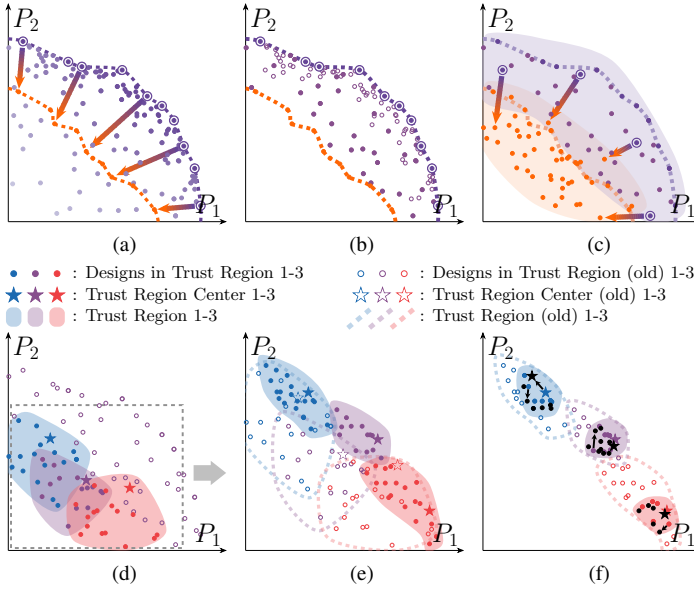 P2 P2 P2
P1 P1 P1
(a) (b) (c)
: Designs in Trust Region 1-3 : Designs in Trust Region (old) 1-3
: Trust Region Center 1-3 : Trust Region Center (old) 1-3
: Trust Region 1-3 : Trust Region (old) 1-3
P2 P2 P2
P1 P1 P1
(d) (e) (f)